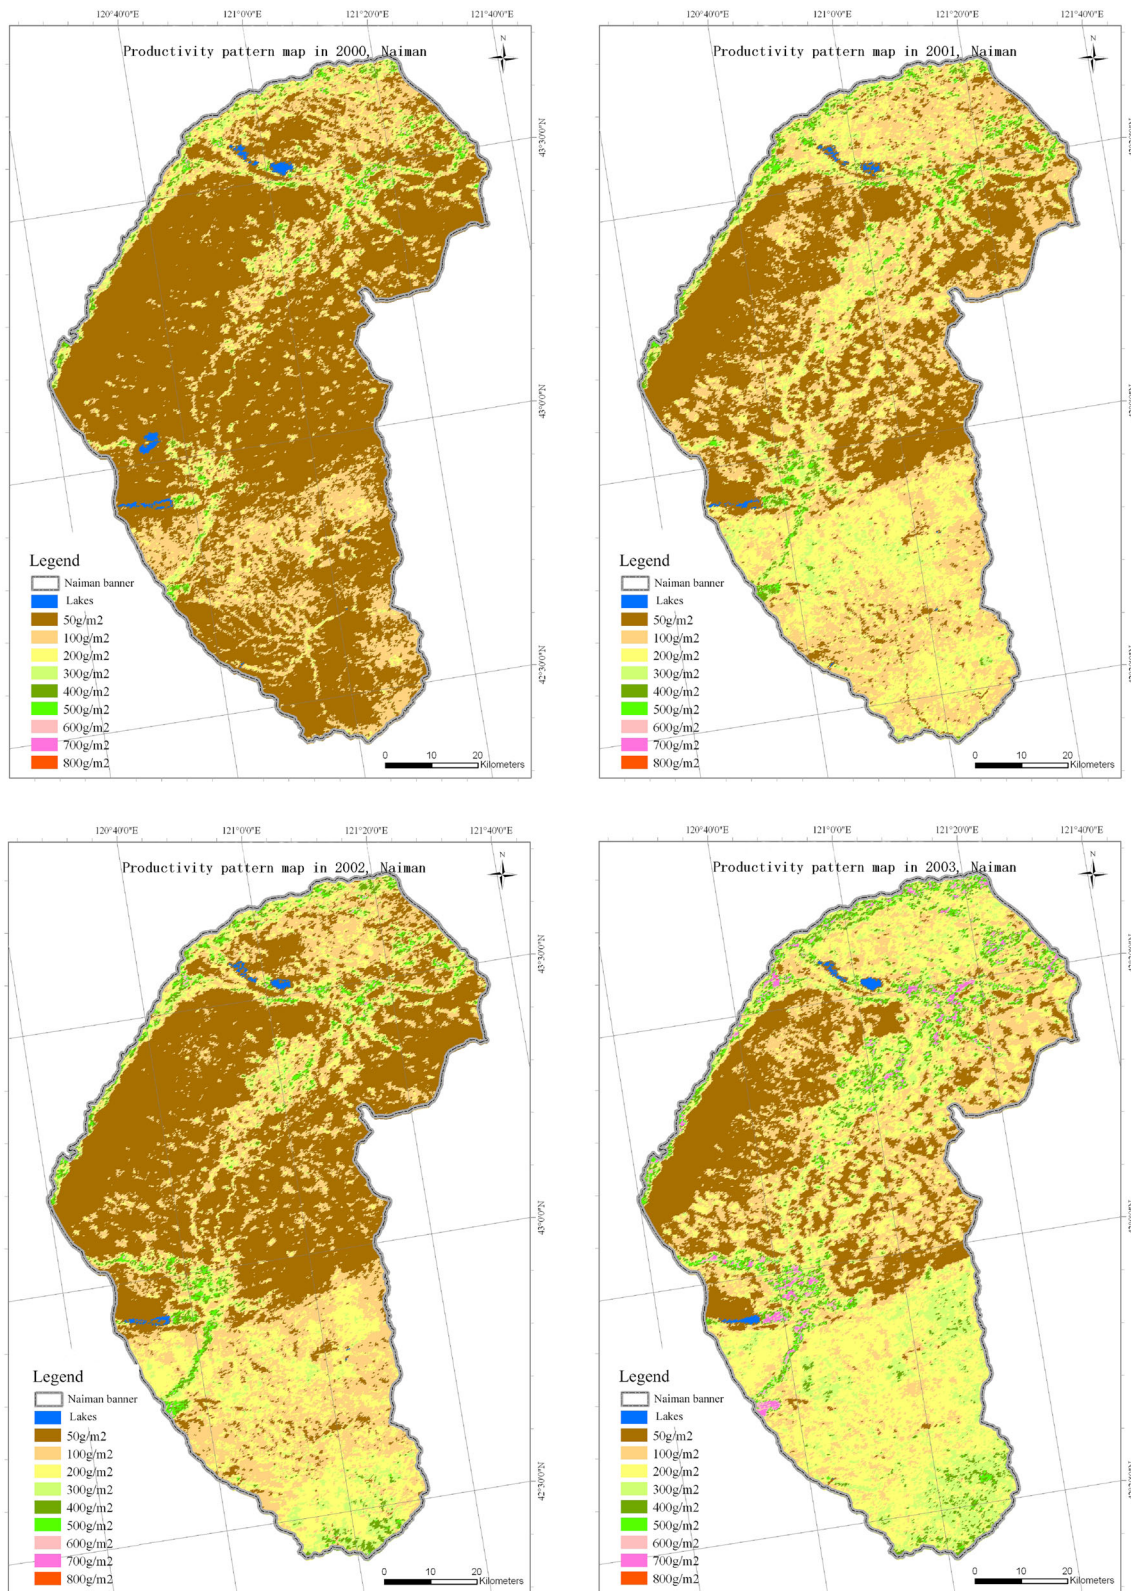 120°40'0"E 121°0'0"E 121°20'0"E 121°40'0"E
Productivity pattern map in 2000, Naiman
N
43°30'0"N
43°0'0"N
42°30'0"N
Legend
Naiman banner
Lakes
50g/m2
100g/m2
200g/m2
300g/m2
400g/m2
500g/m2
600g/m2
700g/m2
800g/m2
0 10 20
Kilometers
120°40'0"E 121°0'0"E 121°20'0"E 121°40'0"E
Productivity pattern map in 2001, Naiman
N
Legend
Naiman banner
Lakes
50g/m2
100g/m2
200g/m2
300g/m2
400g/m2
500g/m2
600g/m2
700g/m2
800g/m2
0 10 20
Kilometers
120°40'0"E 121°0'0"E 121°20'0"E 121°40'0"E
Productivity pattern map in 2002, Naiman
N
43°30'0"N
43°0'0"N
42°30'0"N
Legend
Naiman banner
Lakes
50g/m2
100g/m2
200g/m2
300g/m2
400g/m2
500g/m2
600g/m2
700g/m2
800g/m2
0 10 20
Kilometers
120°40'0"E 121°0'0"E 121°20'0"E 121°40'0"E
Productivity pattern map in 2003, Naiman
N
Legend
Naiman banner
Lakes
50g/m2
100g/m2
200g/m2
300g/m2
400g/m2
500g/m2
600g/m2
700g/m2
800g/m2
0 10 20
Kilometers